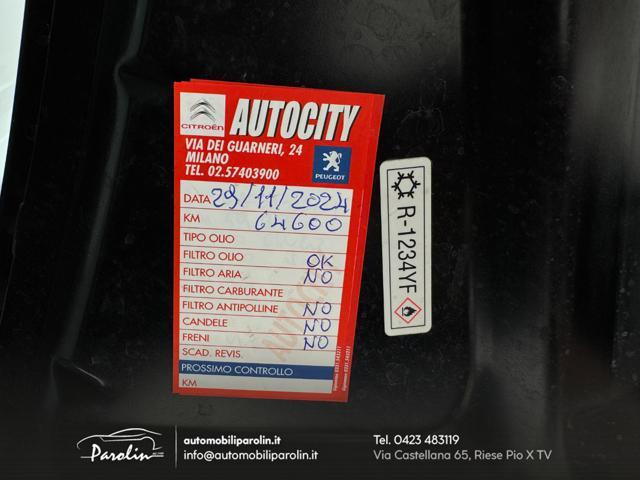 CITROËN
AUTOCITY
VIA DEI GUARNERI, 24
MILANO
TEL. 02.57403900
PEUGEOT
DATA 29/11/2024
KM 64600
TIPO OLIO
FILTRO OLIO OK
FILTRO ARIA NO
FILTRO CARBURANTE
FILTRO ANTIPOLLINE NO
CANDELE NO
FRENI NO
SCAD. REVIS.
PROSSIMO CONTROLLO
KM
R-1234YF
Parolin
automobiliparolin.it
info@automobiliparolin.it
Tel. 0423 483119
Via Castellana 65, Riese Pio X TV